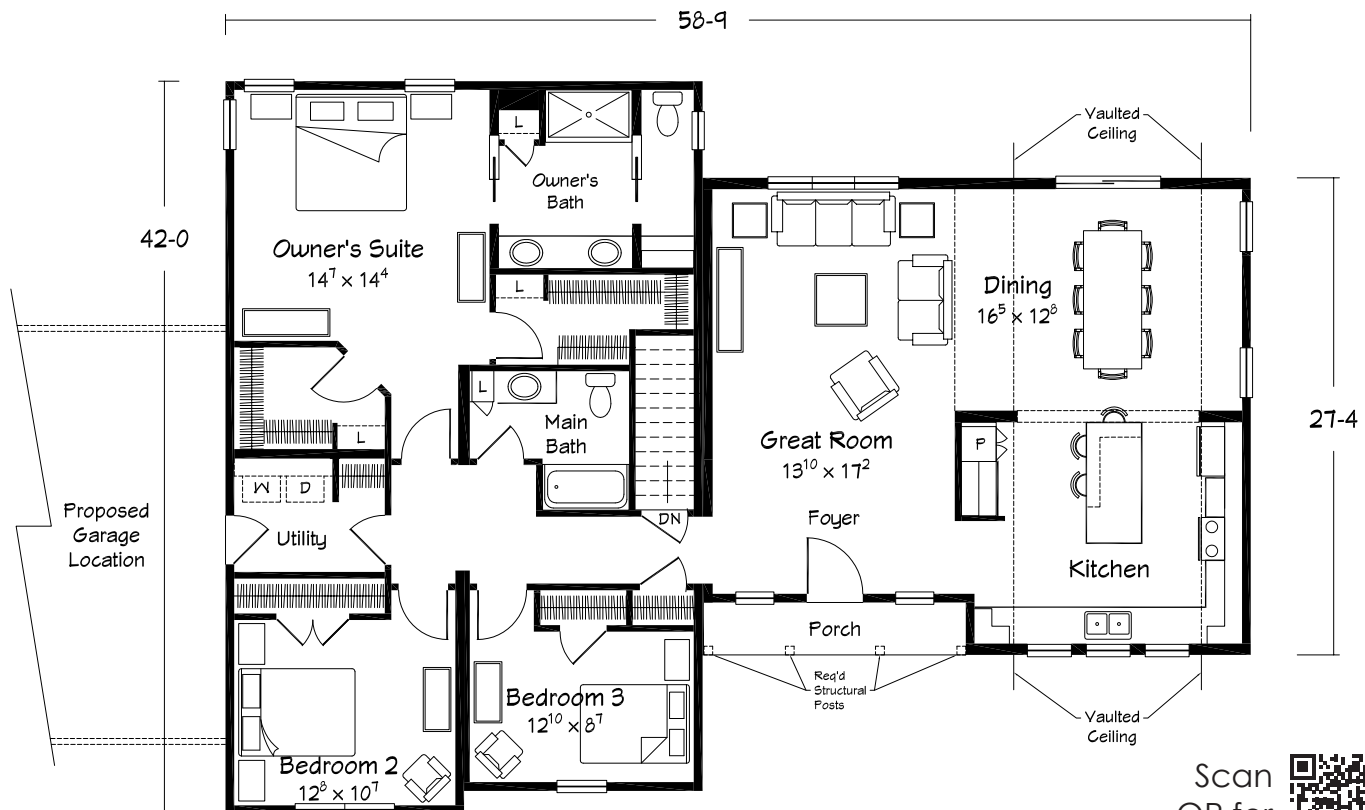 58-9
Vaulted
Ceiling
L
Owner's
Bath
42-0
Owner's Suite
14⁷ x 14⁴
L
Dining
16⁵ x 12⁸
27-4
L
Main
Bath
Great Room
13¹⁰ x 17²
P
L
W D
Utility
Proposed
Garage
Location
DN
Foyer
Kitchen
Porch
Req'd
Structural
Posts
Bedroom 3
12¹⁰ x 8⁷
Vaulted
Ceiling
Bedroom 2
12⁸ x 10⁷
Scan
QR for